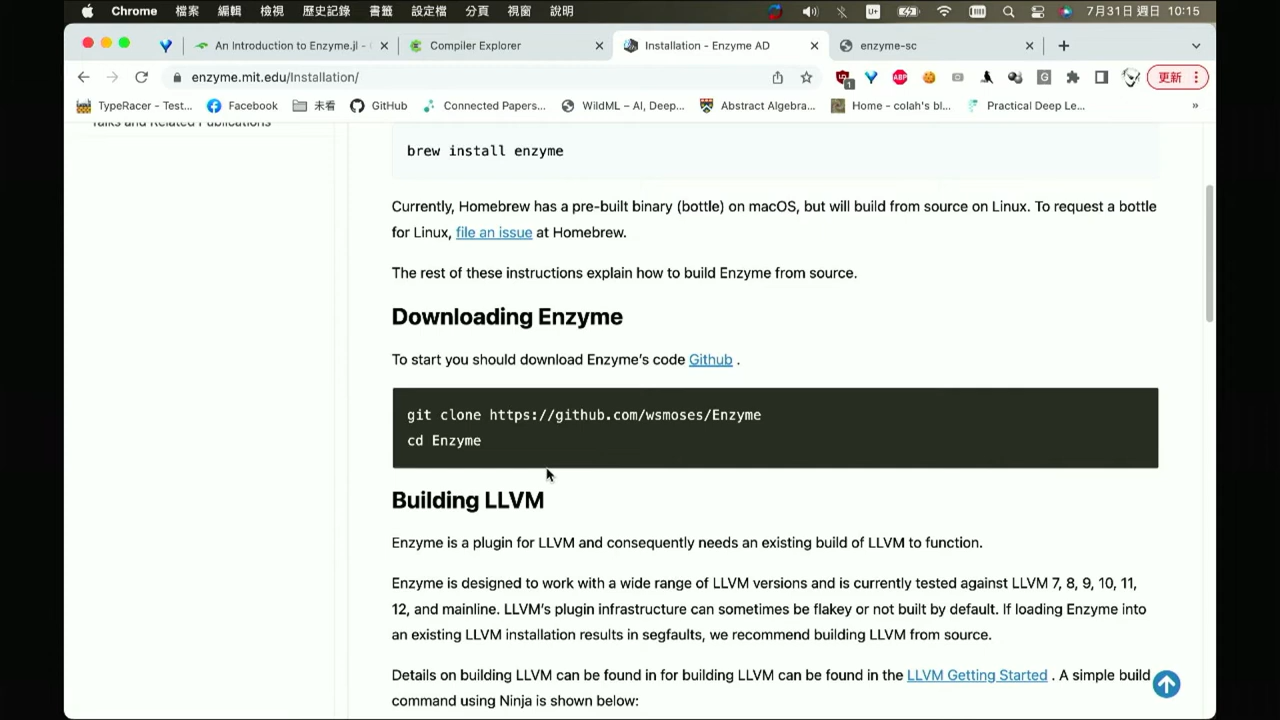 Chrome 檔案 編輯 檢視 歷史記錄 書籤 設定檔 分頁 視窗 說明 U+ 7月31日 週日 10:15
An Introduction to Enzyme.jl - Compiler Explorer Installation - Enzyme AD enzyme-sc
enzyme.mit.edu/Installation/ 1 ABP G 更新
TypeRacer - Test... Facebook 未看 GitHub Connected Papers... WildML – AI, Deep... Abstract Algebra... Home - colah's bl... Practical Deep Le... »
Talks and Related Publications
brew install enzyme
Currently, Homebrew has a pre-built binary (bottle) on macOS, but will build from source on Linux. To request a bottle
for Linux, file an issue at Homebrew.
The rest of these instructions explain how to build Enzyme from source.
Downloading Enzyme
To start you should download Enzyme's code Github .
git clone https://github.com/wsmoses/Enzyme
cd Enzyme
Building LLVM
Enzyme is a plugin for LLVM and consequently needs an existing build of LLVM to function.
Enzyme is designed to work with a wide range of LLVM versions and is currently tested against LLVM 7, 8, 9, 10, 11,
12, and mainline. LLVM's plugin infrastructure can sometimes be flakey or not built by default. If loading Enzyme into
an existing LLVM installation results in segfaults, we recommend building LLVM from source.
Details on building LLVM can be found in for building LLVM can be found in the LLVM Getting Started . A simple build
command using Ninja is shown below: